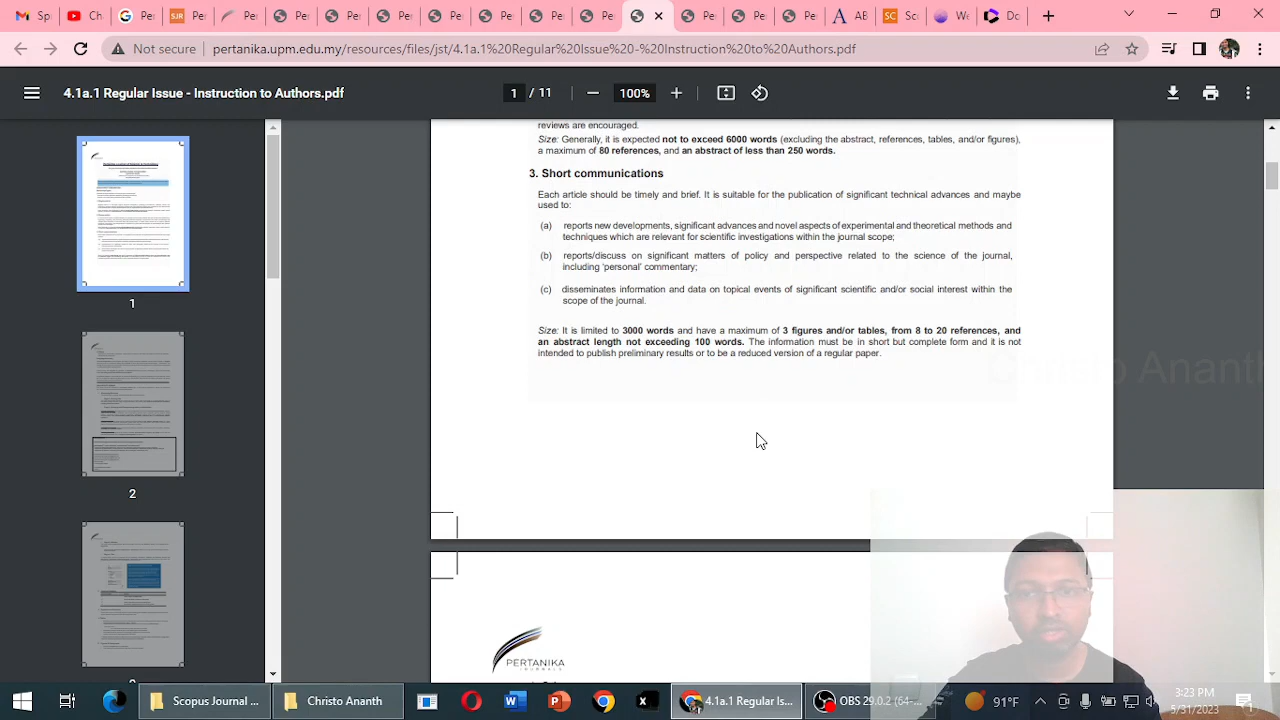 Sp
Pe
SJR
Pe
Pe
Pe
Pe
Pe
Pe
Pe
Pe
Pe
Pe
AB
SC Sco
We
Do
Not secure pertanika.upm.edu.my/resources/files/jst/4.1a.1%20Regular%20Issue%20-%20Instruction%20to%20Authors.pdf
4.1a.1 Regular Issue - Instruction to Authors.pdf
1 / 11
100%
reviews are encouraged.
Size: Generally, it is expected not to exceed 6000 words (excluding the abstract, references, tables, and/or figures),
a maximum of 80 references, and an abstract of less than 250 words.
3. Short communications
Each article should be timely and brief. It is suitable for the publication of significant technical advances and maybe
used to:
(a) reports new developments, significant advances and novel aspects of experimental and theoretical methods and
techniques which are relevant for scientific investigations within the journal scope;
(b) reports/discuss on significant matters of policy and perspective related to the science of the journal,
including 'personal' commentary;
(c) disseminates information and data on topical events of significant scientific and/or social interest within the
scope of the journal.
Size: It is limited to 3000 words and have a maximum of 3 figures and/or tables, from 8 to 20 references, and
an abstract length not exceeding 100 words. The information must be in short but complete form and it is not
intended to publish preliminary results or to be a reduced version of a regular paper.
Christo Ananth
PERTANIKA
JOURNALS
1
2
Scopus Journal ...
Christo Ananth
4.1a.1 Regular Iss...
OBS 29.0.2 (64-...
91°F
3:23 PM
5/31/2023